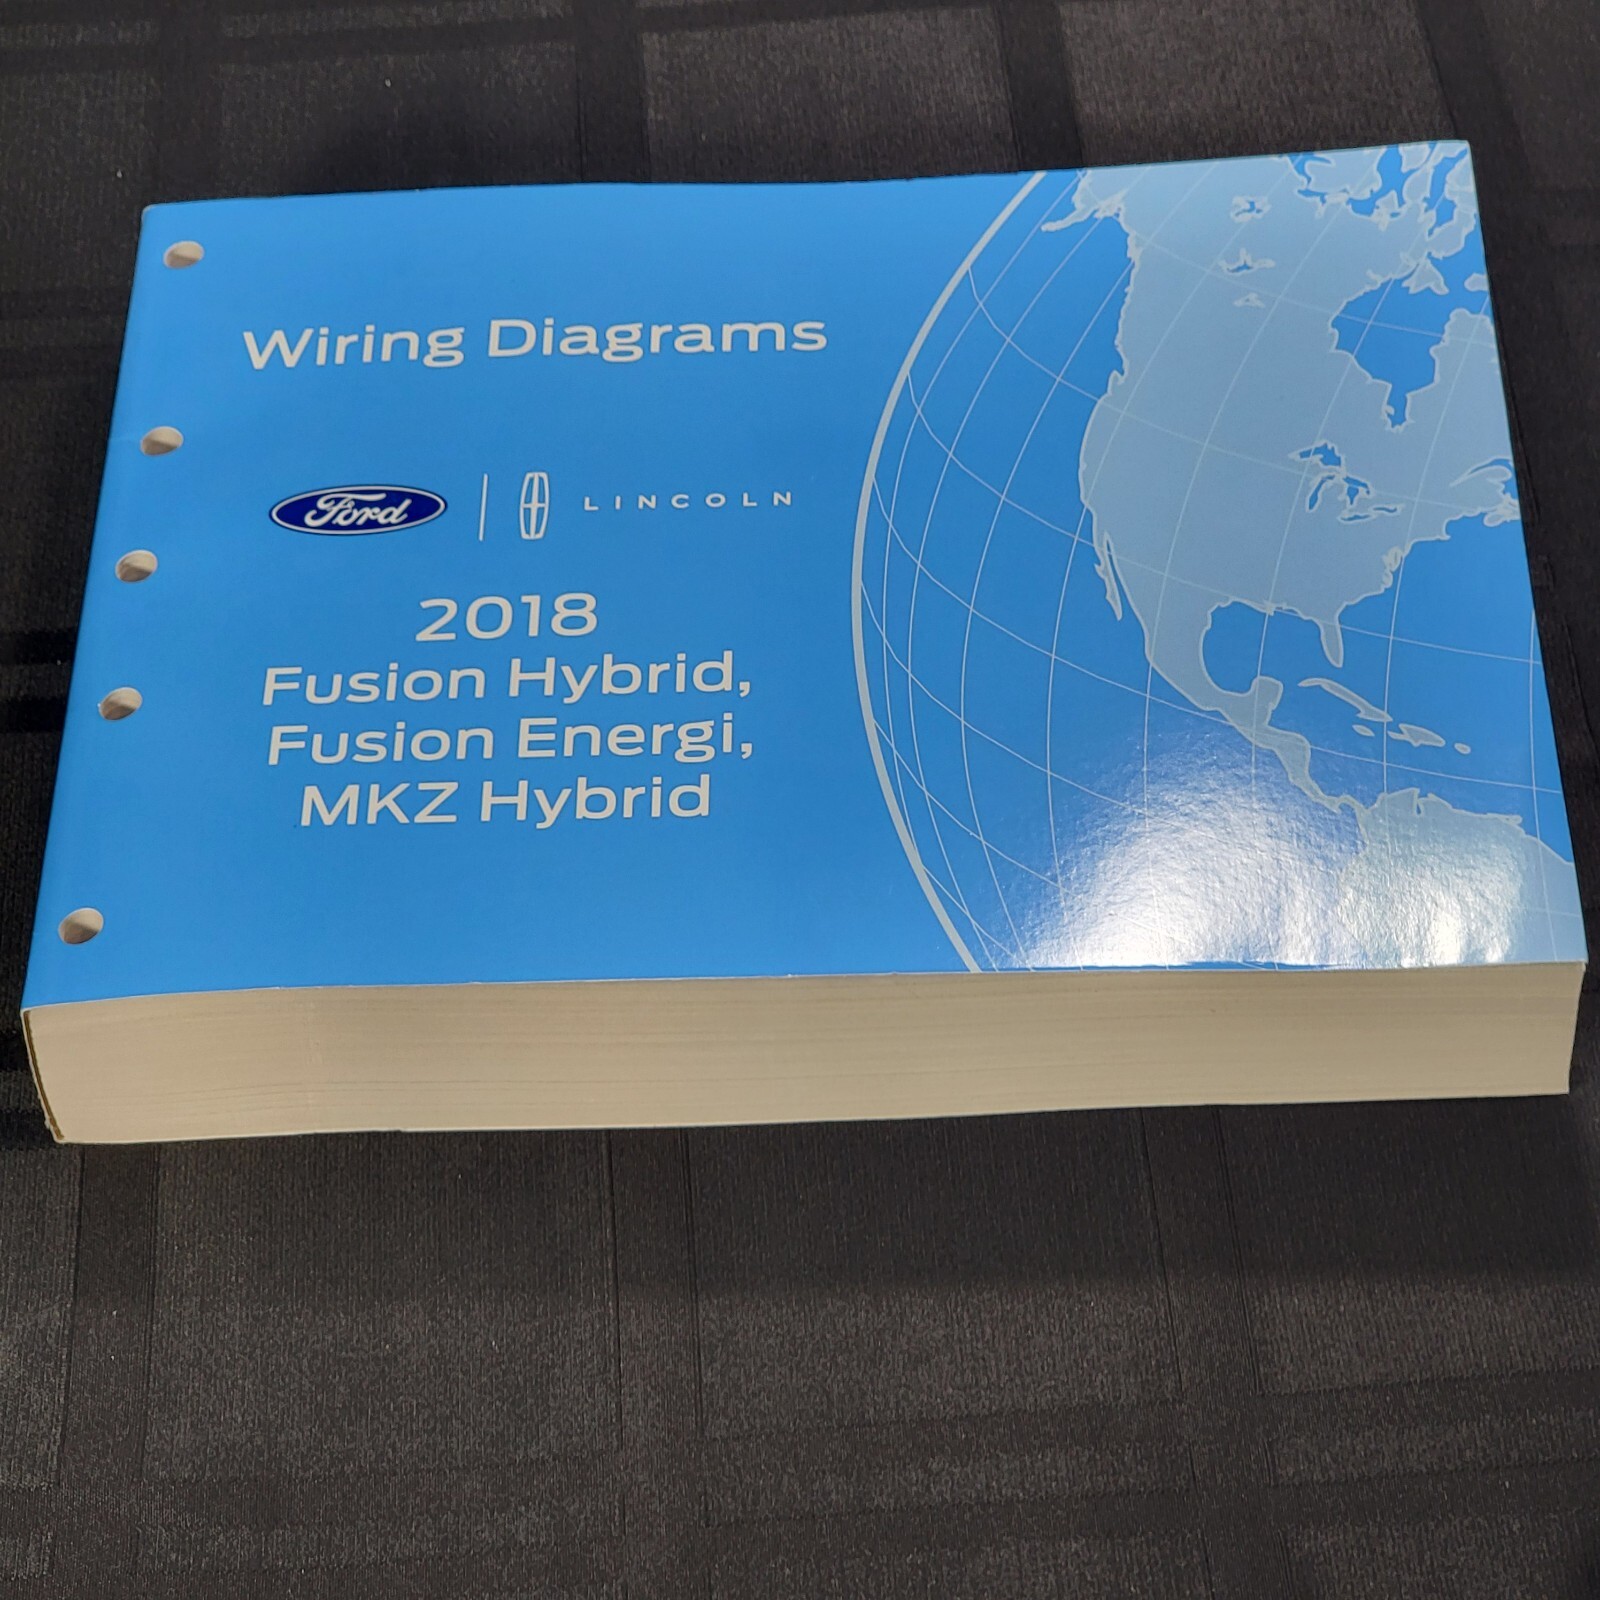 Wiring Diagrams
Ford | LINCOLN
2018
Fusion Hybrid,
Fusion Energi,
MKZ Hybrid